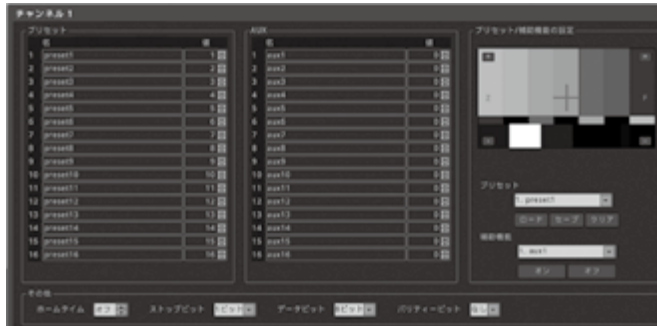 チャンネル 1
プリセット
名 値
1 preset1 1
2 preset2 2
3 preset3 3
4 preset4 4
5 preset5 5
6 preset6 6
7 preset7 7
8 preset8 8
9 preset9 9
10 preset10 10
11 preset11 11
12 preset12 12
13 preset13 13
14 preset14 14
15 preset15 15
16 preset16 16
AUX
名 値
1 aux1 0
2 aux2 0
3 aux3 0
4 aux4 0
5 aux5 0
6 aux6 0
7 aux7 0
8 aux8 0
9 aux9 0
10 aux10 0
11 aux11 0
12 aux12 0
13 aux13 0
14 aux14 0
15 aux15 0
16 aux16 0
プリセット/補助機能の設定
Z F
プリセット
1. preset1
ロード セーブ クリア
補助機能
1. aux1
オン オフ
その他
ホームタイム オフ ストップビット 1ビット データビット 8ビット パリティービット なし